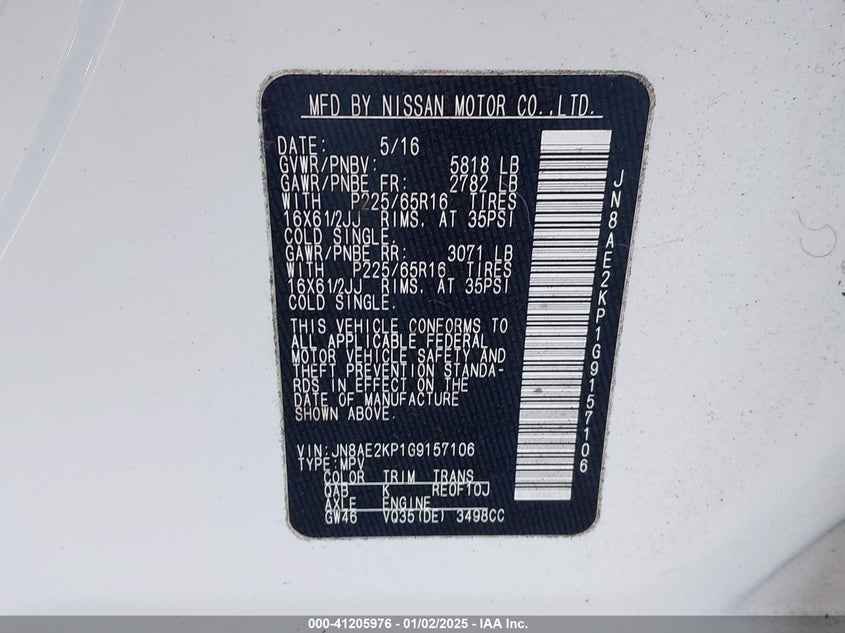 MFD BY NISSAN MOTOR CO.,LTD.
DATE: 5/16
GVWR/PNBV: 5818 LB
GAWR/PNBE FR: 2782 LB
WITH P225/65R16 TIRES
16X61/2JJ RIMS, AT 35PSI
COLD SINGLE.
GAWR/PNBE RR: 3071 LB
WITH P225/65R16 TIRES
16X61/2JJ RIMS, AT 35PSI
COLD SINGLE.
THIS VEHICLE CONFORMS TO
ALL APPLICABLE FEDERAL
MOTOR VEHICLE SAFETY AND
THEFT PREVENTION STANDA-
RDS IN EFFECT ON THE
DATE OF MANUFACTURE
SHOWN ABOVE.
VIN:JN8AE2KP1G9157106
TYPE:MPV
COLOR TRIM TRANS
QAB K RE0F10J
AXLE ENGINE
GW46 VQ35(DE) 3498CC
JN8AE2KP1G9157106
000-41205976 - 01/02/2025 - IAA Inc.